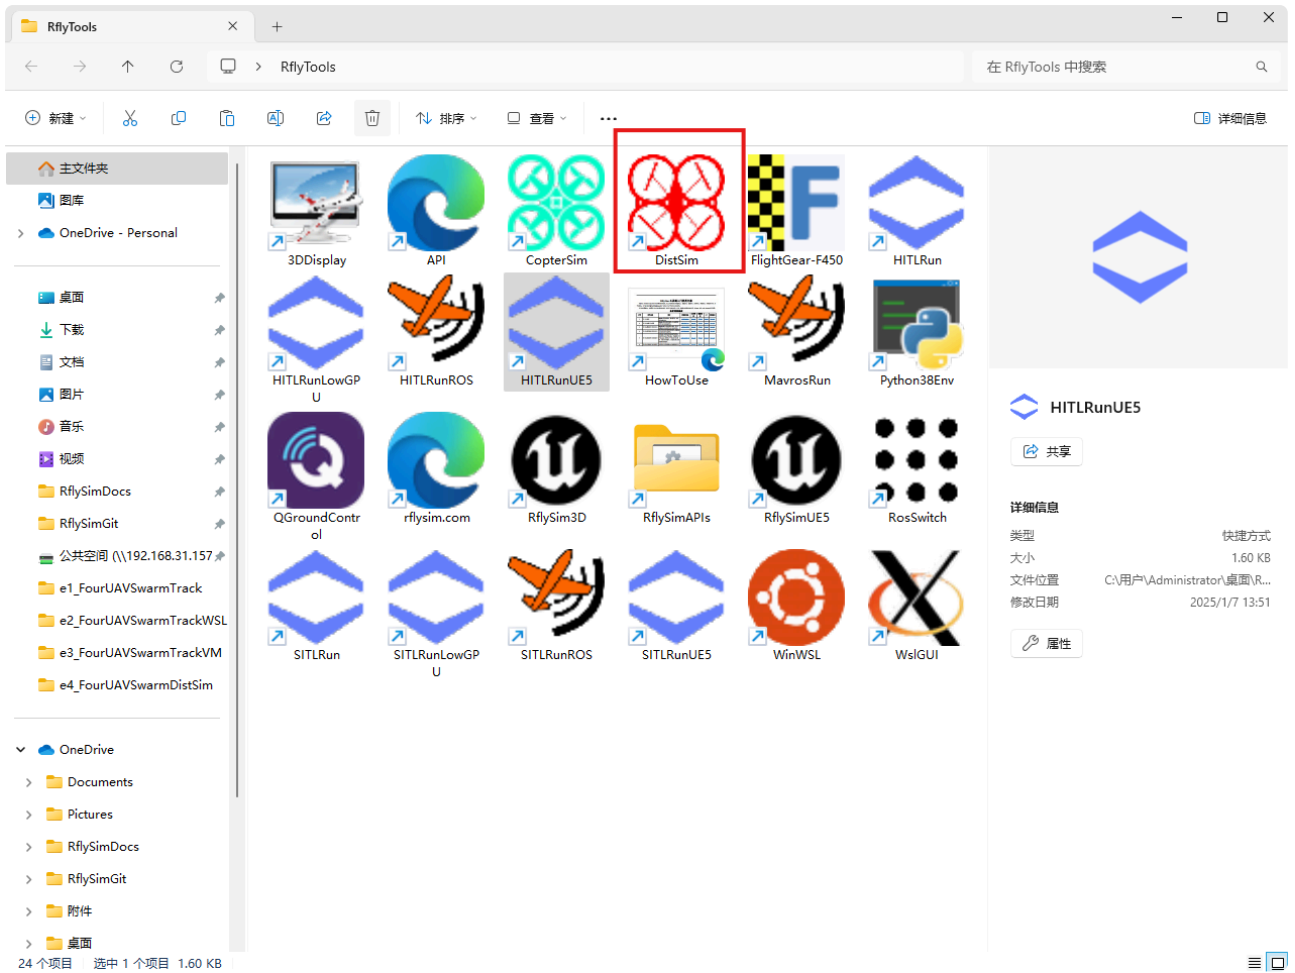 RflyTools
RflyTools
在 RflyTools 中搜索
新建
排序
查看
详细信息
主文件夹
图库
OneDrive - Personal
桌面
下载
文档
图片
音乐
视频
RflySimDocs
RflySimGit
公共空间 (\\192.168.31.157
e1_FourUAVSwarmTrack
e2_FourUAVSwarmTrackWSL
e3_FourUAVSwarmTrackVM
e4_FourUAVSwarmDistSim
OneDrive
Documents
Pictures
RflySimDocs
RflySimGit
附件
桌面
3DDisplay
API
CopterSim
DistSim
FlightGear-F450
HITLRun
HITLRunLowGP
U
HITLRunROS
HITLRunUE5
HowToUse
MavrosRun
Python38Env
QGroundContr
ol
rflysim.com
RflySim3D
RflySimAPIs
RflySimUE5
RosSwitch
SITLRun
SITLRunLowGP
U
SITLRunROS
SITLRunUE5
WinWSL
WslGUI
HITLRunUE5
共享
详细信息
类型 快捷方式
大小 1.60 KB
文件位置 C:\用户\Administrator\桌面\R...
修改日期 2025/1/7 13:51
属性
24 个项目 选中 1 个项目 1.60 KB